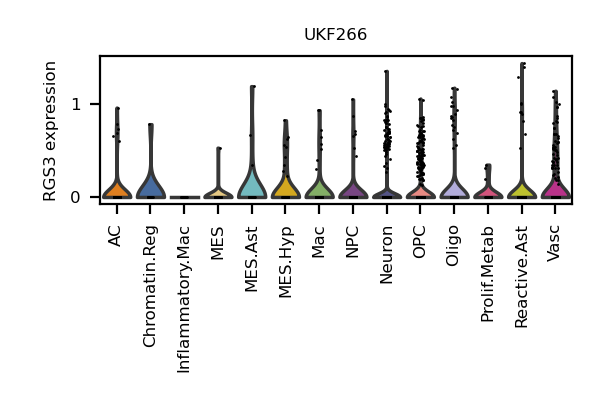 UKF266
RGS3 expression
1
0
AC
Chromatin.Reg
Inflammatory.Mac
MES
MES.Ast
MES.Hyp
Mac
NPC
Neuron
OPC
Oligo
Prolif.Metab
Reactive.Ast
Vasc